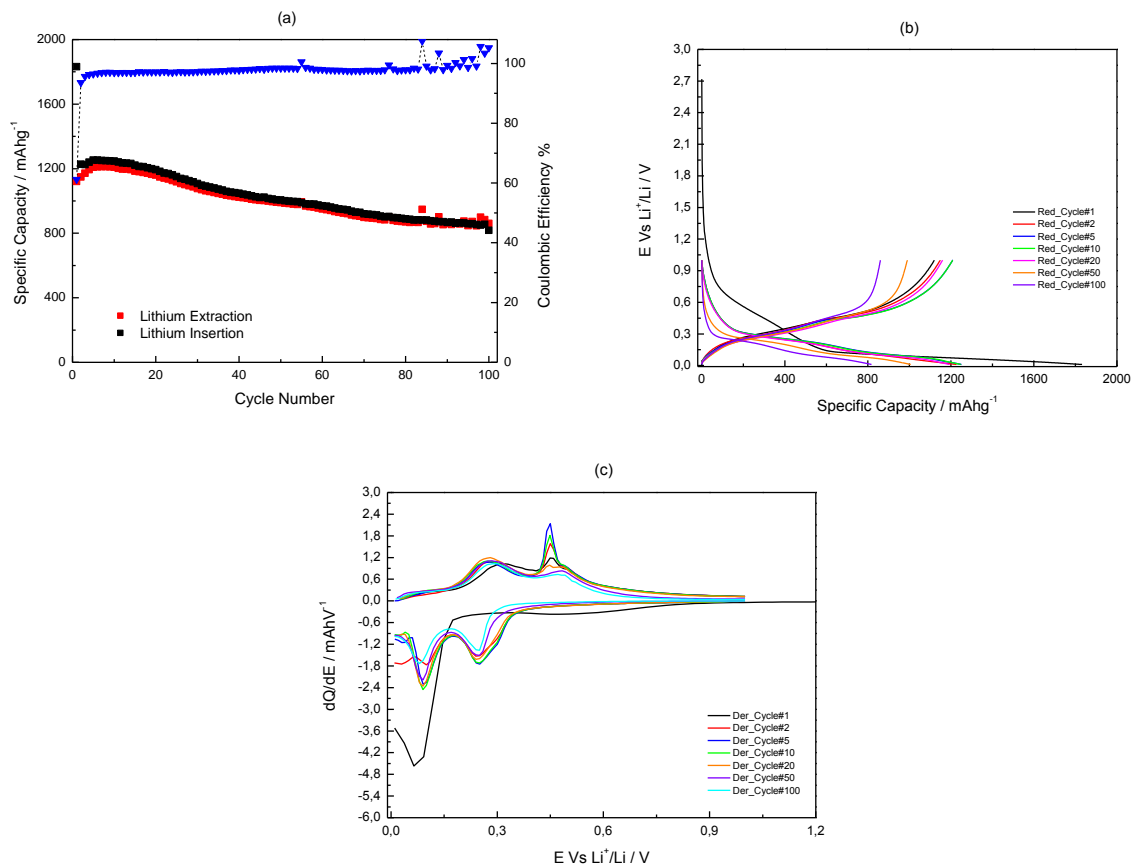 (a)
2000
1600
1200
800
400
0
Specific Capacity / mAhg⁻¹
100
80
60
40
20
0
Coulombic Efficiency %
Lithium Extraction
Lithium Insertion
0 20 40 60 80 100
Cycle Number
(b)
3,0
2,7
2,4
2,1
1,8
1,5
1,2
0,9
0,6
0,3
0,0
E Vs Li⁺/Li / V
Red_Cycle#1
Red_Cycle#2
Red_Cycle#5
Red_Cycle#10
Red_Cycle#20
Red_Cycle#50
Red_Cycle#100
0 400 800 1200 1600 2000
Specific Capacity / mAhg⁻¹
(c)
3,0
2,4
1,8
1,2
0,6
0,0
-0,6
-1,2
-1,8
-2,4
-3,0
-3,6
-4,2
-4,8
-5,4
-6,0
dQ/dE / mAhV⁻¹
Der_Cycle#1
Der_Cycle#2
Der_Cycle#5
Der_Cycle#10
Der_Cycle#20
Der_Cycle#50
Der_Cycle#100
0,0 0,3 0,6 0,9 1,2
E Vs Li⁺/Li / V